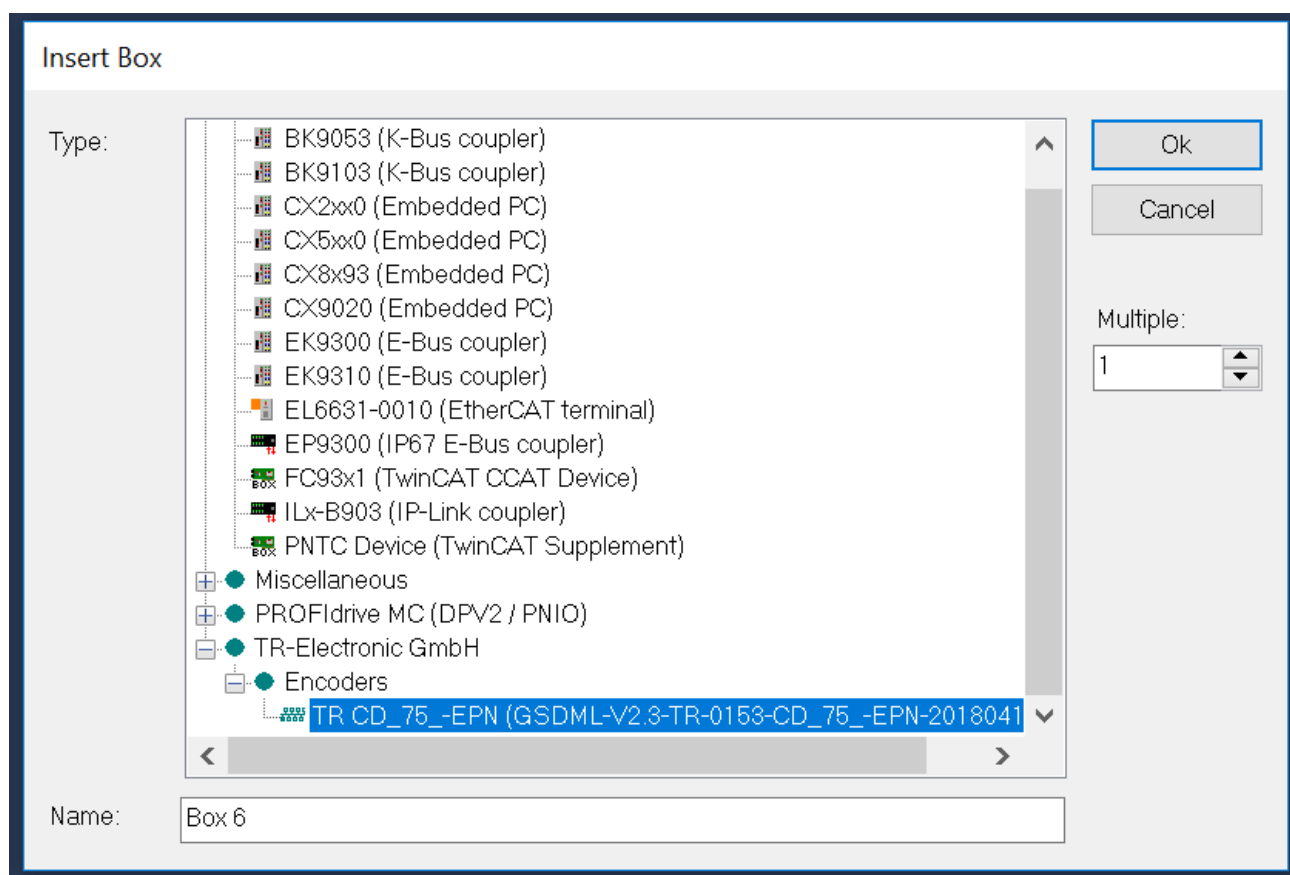 Insert Box
Type:
BK9053 (K-Bus coupler)
BK9103 (K-Bus coupler)
CX2xx0 (Embedded PC)
CX5xx0 (Embedded PC)
CX8x93 (Embedded PC)
CX9020 (Embedded PC)
EK9300 (E-Bus coupler)
EK9310 (E-Bus coupler)
EL6631-0010 (EtherCAT terminal)
EP9300 (IP67 E-Bus coupler)
FC93x1 (TwinCAT CCAT Device)
ILx-B903 (IP-Link coupler)
PNTC Device (TwinCAT Supplement)
Miscellaneous
PROFIdrive MC (DPV2 / PNIO)
TR-Electronic GmbH
Encoders
TR CD_75_-EPN (GSDML-V2.3-TR-0153-CD_75_-EPN-2018041
Ok
Cancel
Multiple:
1
Name:
Box 6